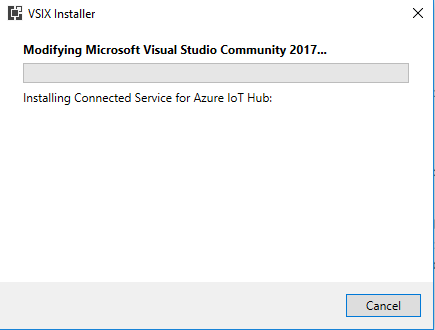 VSIX Installer
Modifying Microsoft Visual Studio Community 2017...
Installing Connected Service for Azure IoT Hub:
Cancel